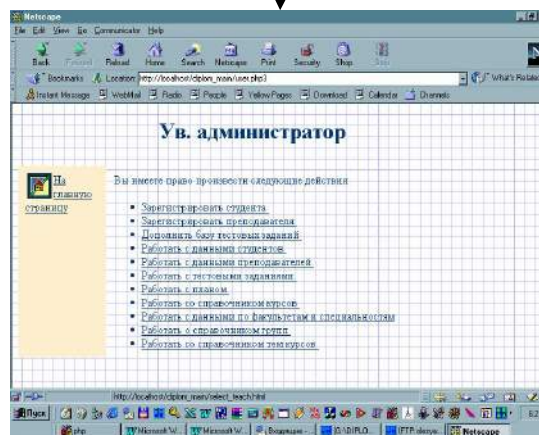 Netscape
File Edit View Go Communicator Help
Back Reload Home Search Netscape Print Security Shop
Bookmarks Location: http://localhost/diplom_main/user.php3 What's Related
Instant Message WebMail Radio People Yellow Pages Download Calendar Channels
Ув. администратор
На главную страницу
Вы имеете право произвести следующие действия
Зарегистрировать студента
Зарегистрировать преподавателя
Дополнить базу тестовых заданий
Работать с данными студентов
Работать с данными преподавателей
Работать с тестовыми заданиями
Работать с планом
Работать со справочником курсов
Работать с данными по факультетам и специальностям
Работать о справочником групп
Работать со справочником тем курсов
http://localhost/diplom_main/select_teach.html
Пуск
php Microsoft W... Microsoft W... Входящие - Netscape